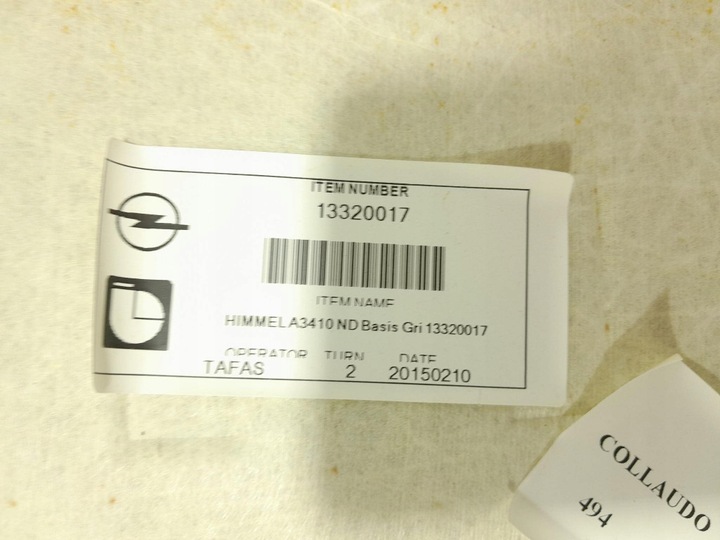 ITEM NUMBER
13320017
ITEM NAME
HIMMEL A3410 ND Basis Gri 13320017
OPERATOR TURN DATE
TAFAS 2 20150210
COLLAUDO
494